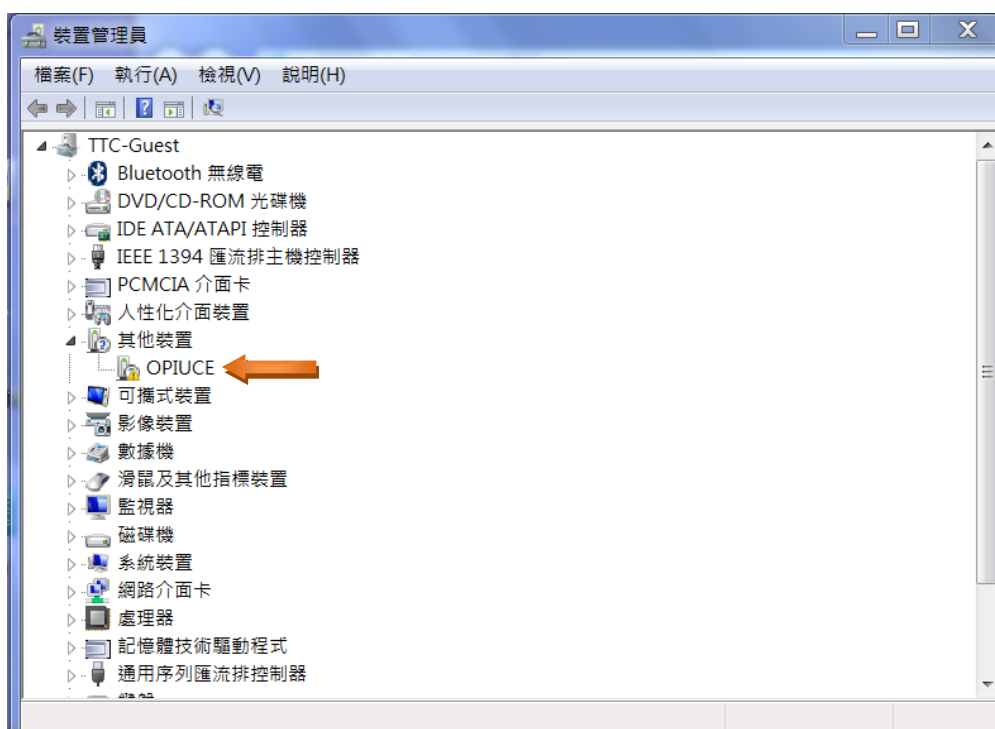 裝置管理員
檔案(F) 執行(A) 檢視(V) 說明(H)
TTC-Guest
Bluetooth 無線電
DVD/CD-ROM 光碟機
IDE ATA/ATAPI 控制器
IEEE 1394 匯流排主機控制器
PCMCIA 介面卡
人性化介面裝置
其他裝置
OPIUCE
可攜式裝置
影像裝置
數據機
滑鼠及其他指標裝置
監視器
磁碟機
系統裝置
網路介面卡
處理器
記憶體技術驅動程式
通用序列匯流排控制器